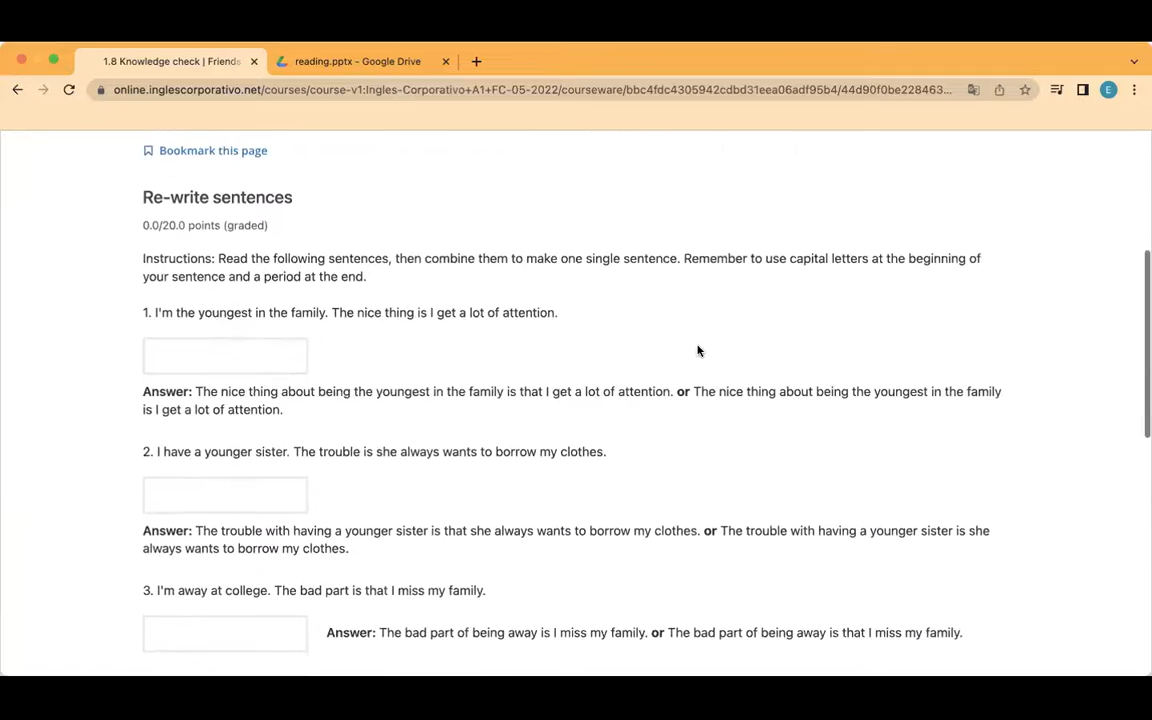 1.8 Knowledge check | Friends
reading.pptx - Google Drive
online.inglescorporativo.net/courses/course-v1:Ingles-Corporativo+A1+FC-05-2022/courseware/bbc4fdc4305942cdbd31eea06adf95b4/44d90f0be228463...
E
Bookmark this page
Re-write sentences
0.0/20.0 points (graded)
Instructions: Read the following sentences, then combine them to make one single sentence. Remember to use capital letters at the beginning of
your sentence and a period at the end.
1. I'm the youngest in the family. The nice thing is I get a lot of attention.
Answer: The nice thing about being the youngest in the family is that I get a lot of attention. or The nice thing about being the youngest in the family
is I get a lot of attention.
2. I have a younger sister. The trouble is she always wants to borrow my clothes.
Answer: The trouble with having a younger sister is that she always wants to borrow my clothes. or The trouble with having a younger sister is she
always wants to borrow my clothes.
3. I'm away at college. The bad part is that I miss my family.
Answer: The bad part of being away is I miss my family. or The bad part of being away is that I miss my family.